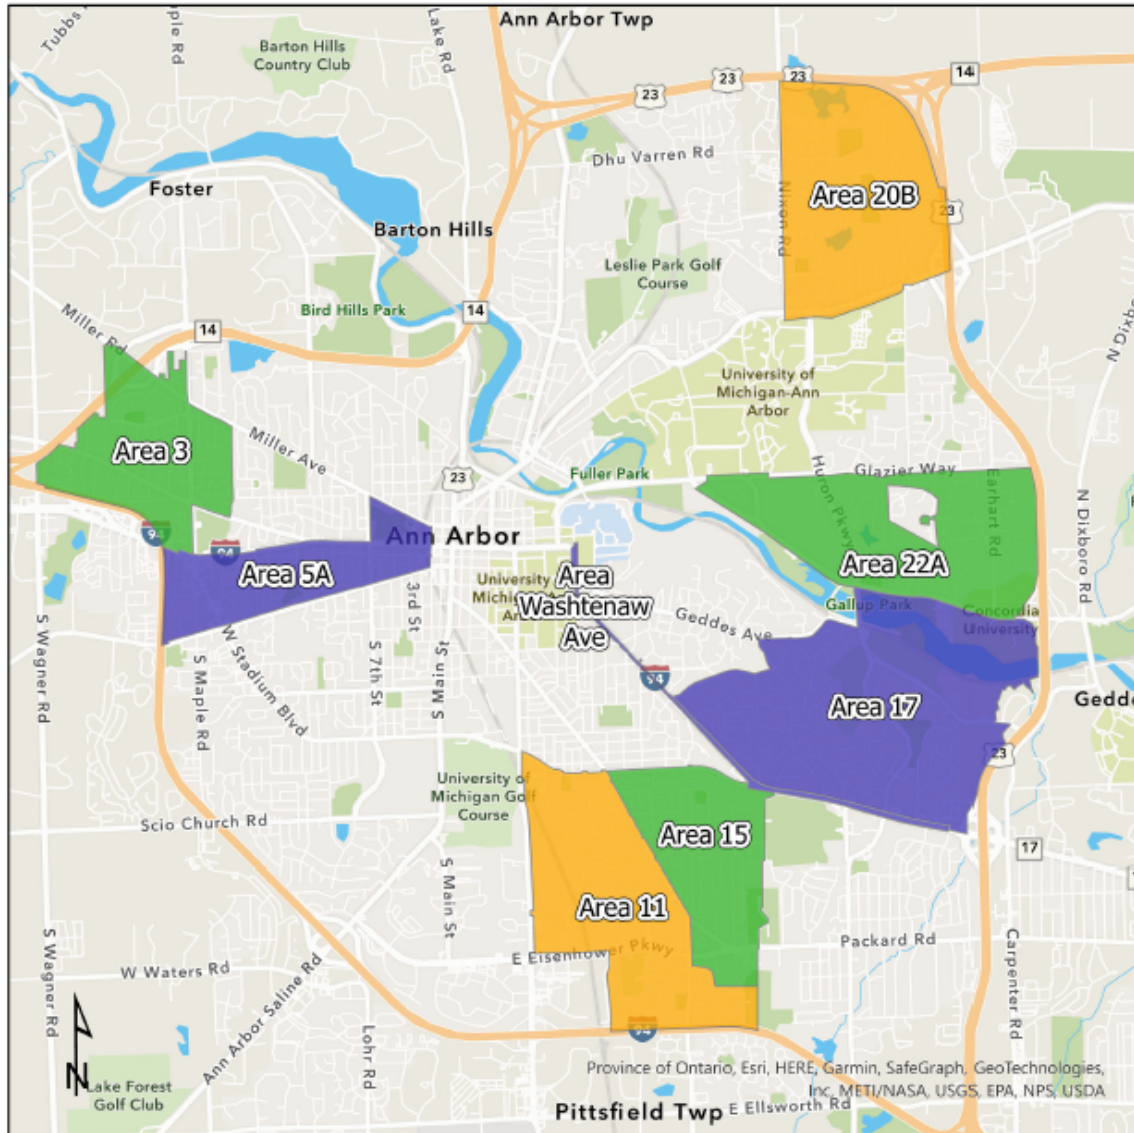 Ann Arbor Twp
Lake Rd
Tubbs
ple Rd
Barton Hills
Country Club
23
23
23
14
Dhu Varren Rd
Foster
Nixon Rd
Area 20B
23
Barton Hills
Leslie Park Golf
Course
Bird Hills Park
14
Miller Rd
14
N Dixbo
University of
Michigan-Ann
Arbor
Area 3
Miller Ave
Fuller Park
Glazier Way
23
Huron Pkwy
Earhart Rd
N Dixboro Rd
94
Ann Arbor
94
Area 5A
Area
Washtenaw
Ave
University
Mich
Ar
Area 22A
Gallup Park
Concordia
University
3rd St
Geddes Ave
S Wagner Rd
W Stadium Blvd
S 7th St
S Main St
S Maple Rd
94
Area 17
Gedde
23
University of
Michigan Golf
Course
Scio Church Rd
Area 15
17
S Main St
Area 11
S Wagner Rd
E Eisenhower Pkwy
Packard Rd
Carpenter Rd
W Waters Rd
Ann Arbor Saline Rd
Lohr Rd
94
N
Lake Forest
Golf Club
Province of Ontario, Esri, HERE, Garmin, SafeGraph, GeoTechnologies,
Inc, METI/NASA, USGS, EPA, NPS, USDA
Pittsfield Twp
E Ellsworth Rd